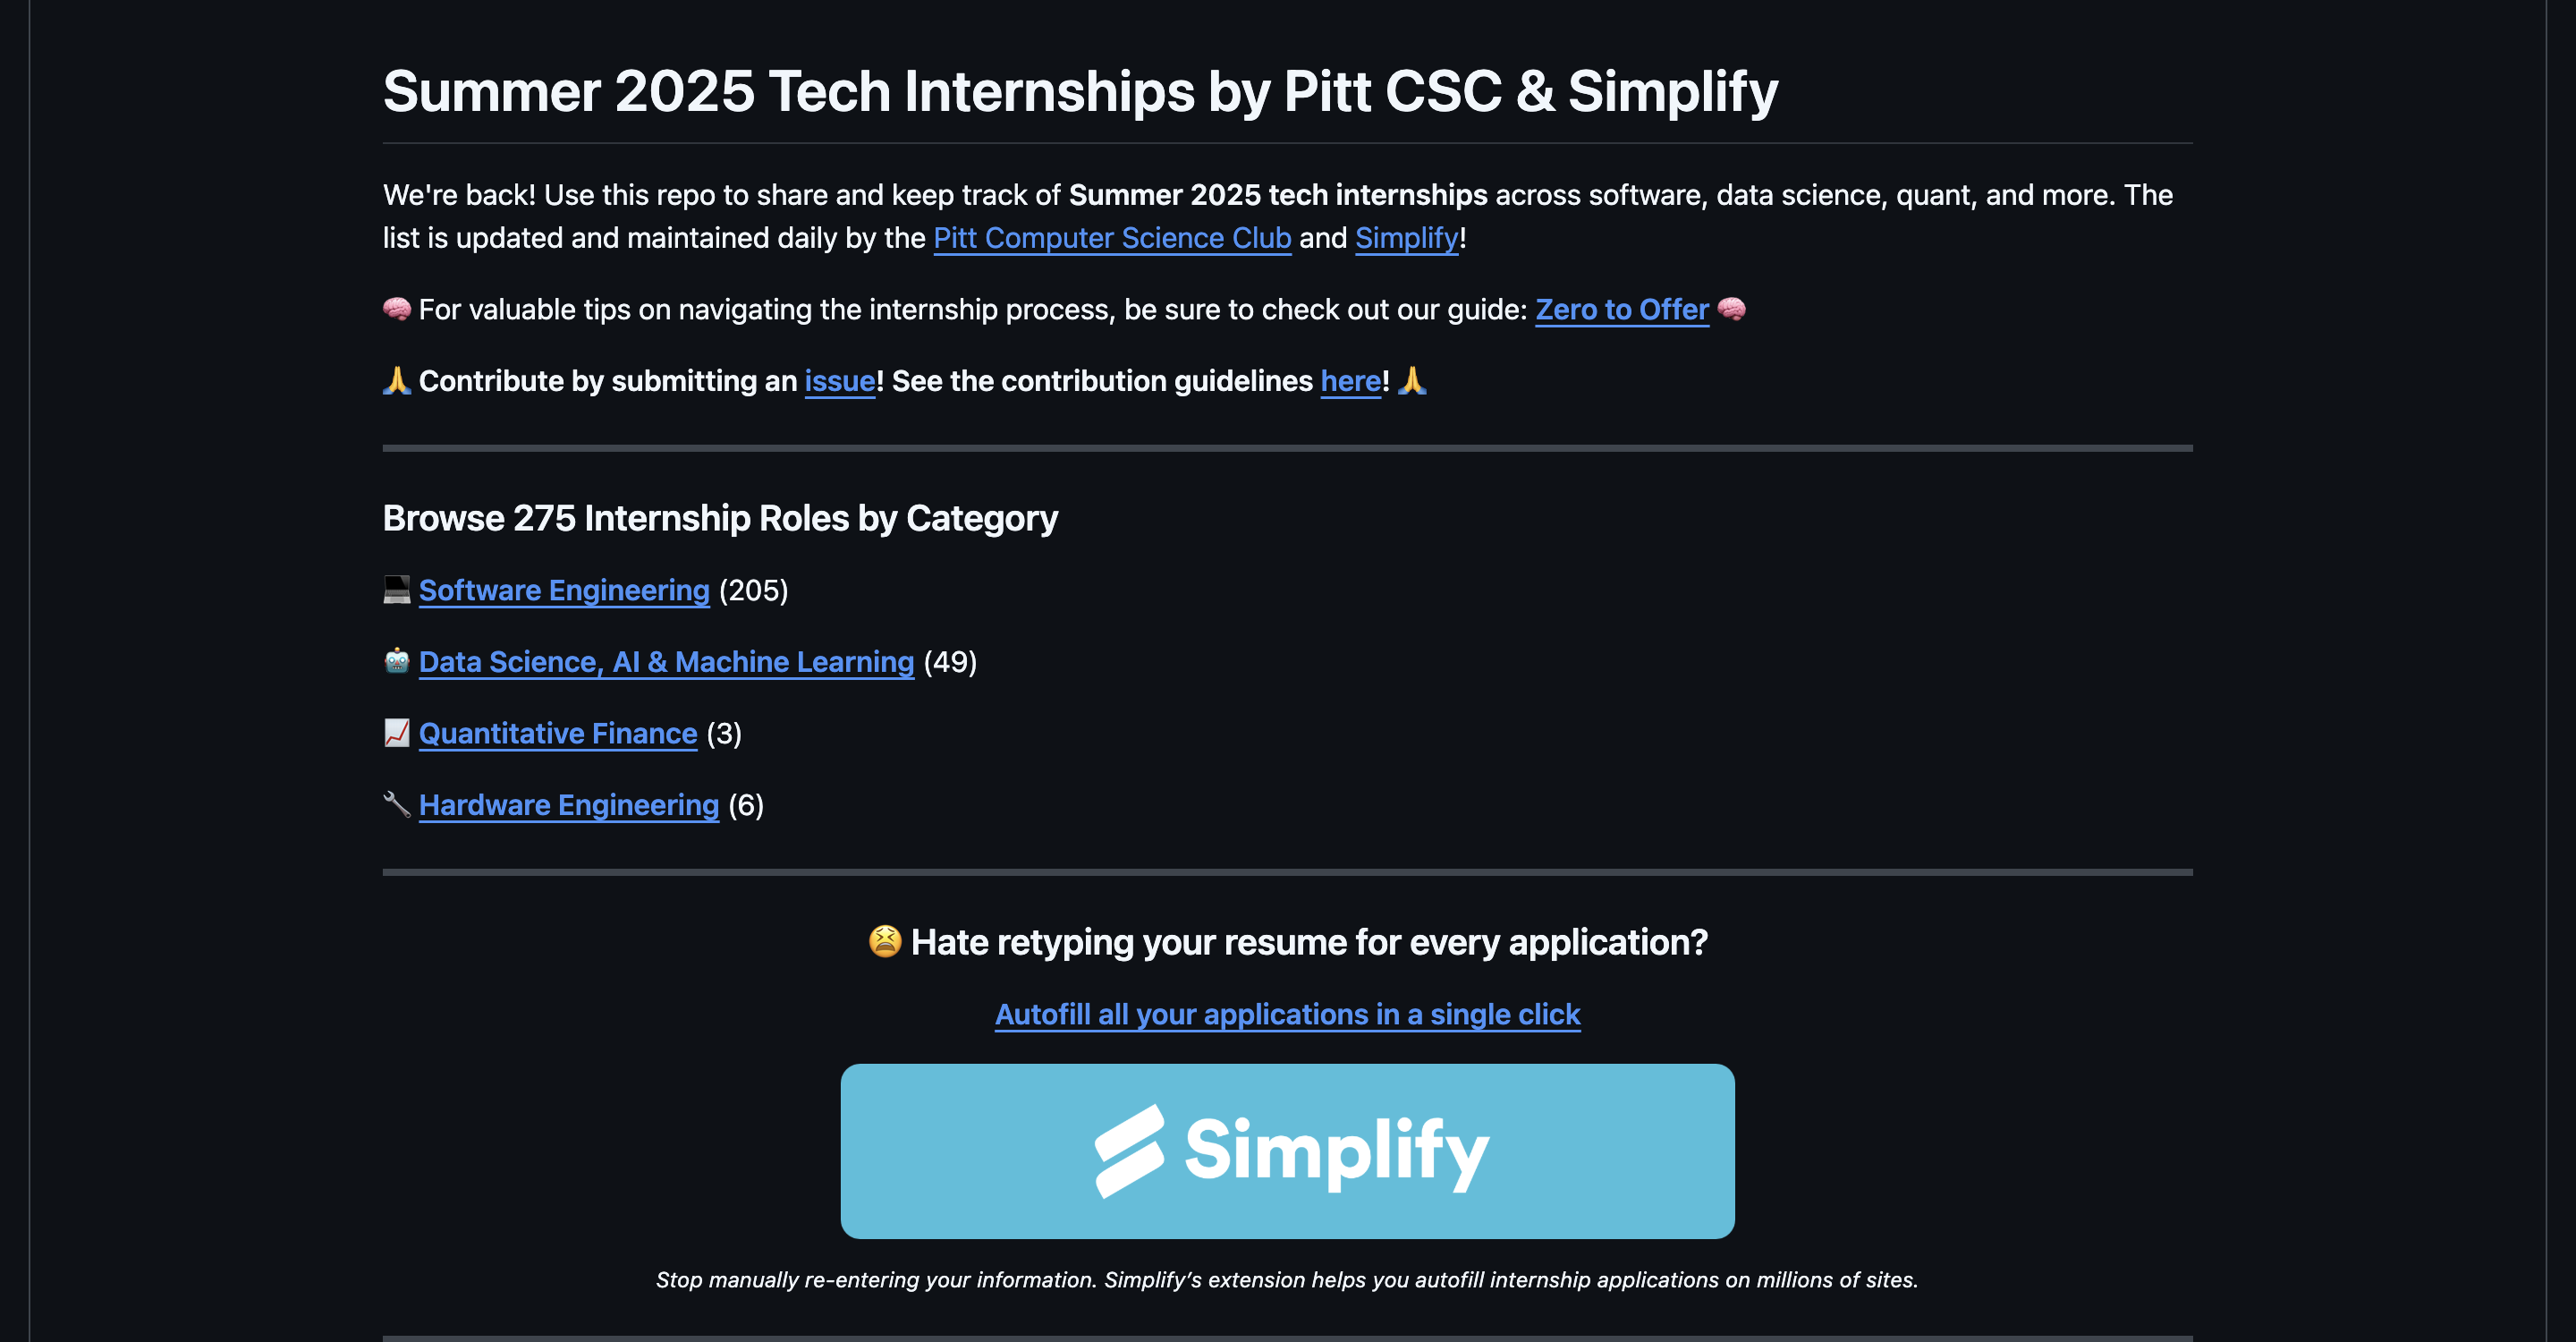 Summer 2025 Tech Internships by Pitt CSC & Simplify
We're back! Use this repo to share and keep track of Summer 2025 tech internships across software, data science, quant, and more. The
list is updated and maintained daily by the Pitt Computer Science Club and Simplify!
🧠 For valuable tips on navigating the internship process, be sure to check out our guide: Zero to Offer 🧠
🙏 Contribute by submitting an issue! See the contribution guidelines here! 🙏
Browse 275 Internship Roles by Category
💻 Software Engineering (205)
🤖 Data Science, AI & Machine Learning (49)
📈 Quantitative Finance (3)
🔧 Hardware Engineering (6)
😫 Hate retyping your resume for every application?
Autofill all your applications in a single click
Simplify
Stop manually re-entering your information. Simplify’s extension helps you autofill internship applications on millions of sites.